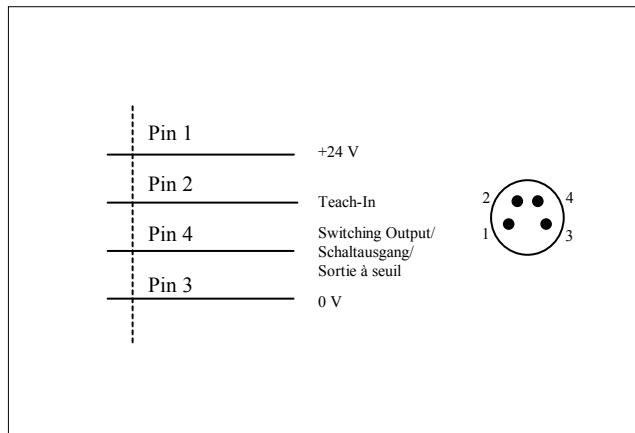 Pin 1
+24 V
Pin 2
Teach-In
Pin 4
Switching Output/
Schaltausgang/
Sortie à seuil
Pin 3
0 V
2
4
1
3